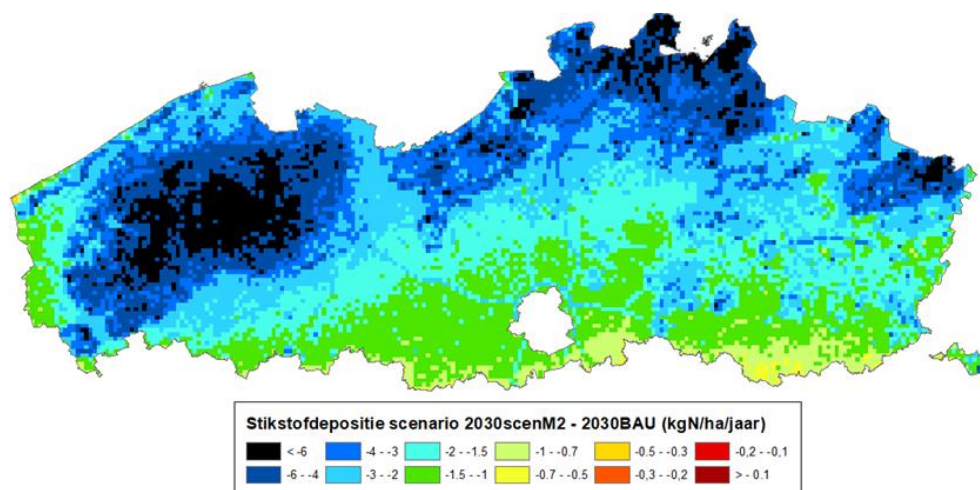 Stikstofdepositie scenario 2030scenM2 - 2030BAU (kgN/ha/jaar)
< -6 -4 - -3 -2 - -1.5 -1 - -0.7 -0.5 - -0.3 -0,2 - -0,1
-6 - -4 -3 - -2 -1.5 - -1 -0.7 - -0.5 -0,3 - -0,2 > - 0.1